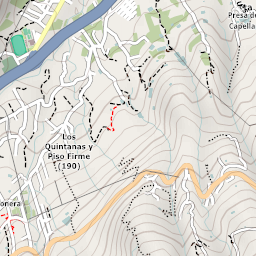 Presa de
Capella
Los
Quintanas y
Piso Firme
(190)
onera